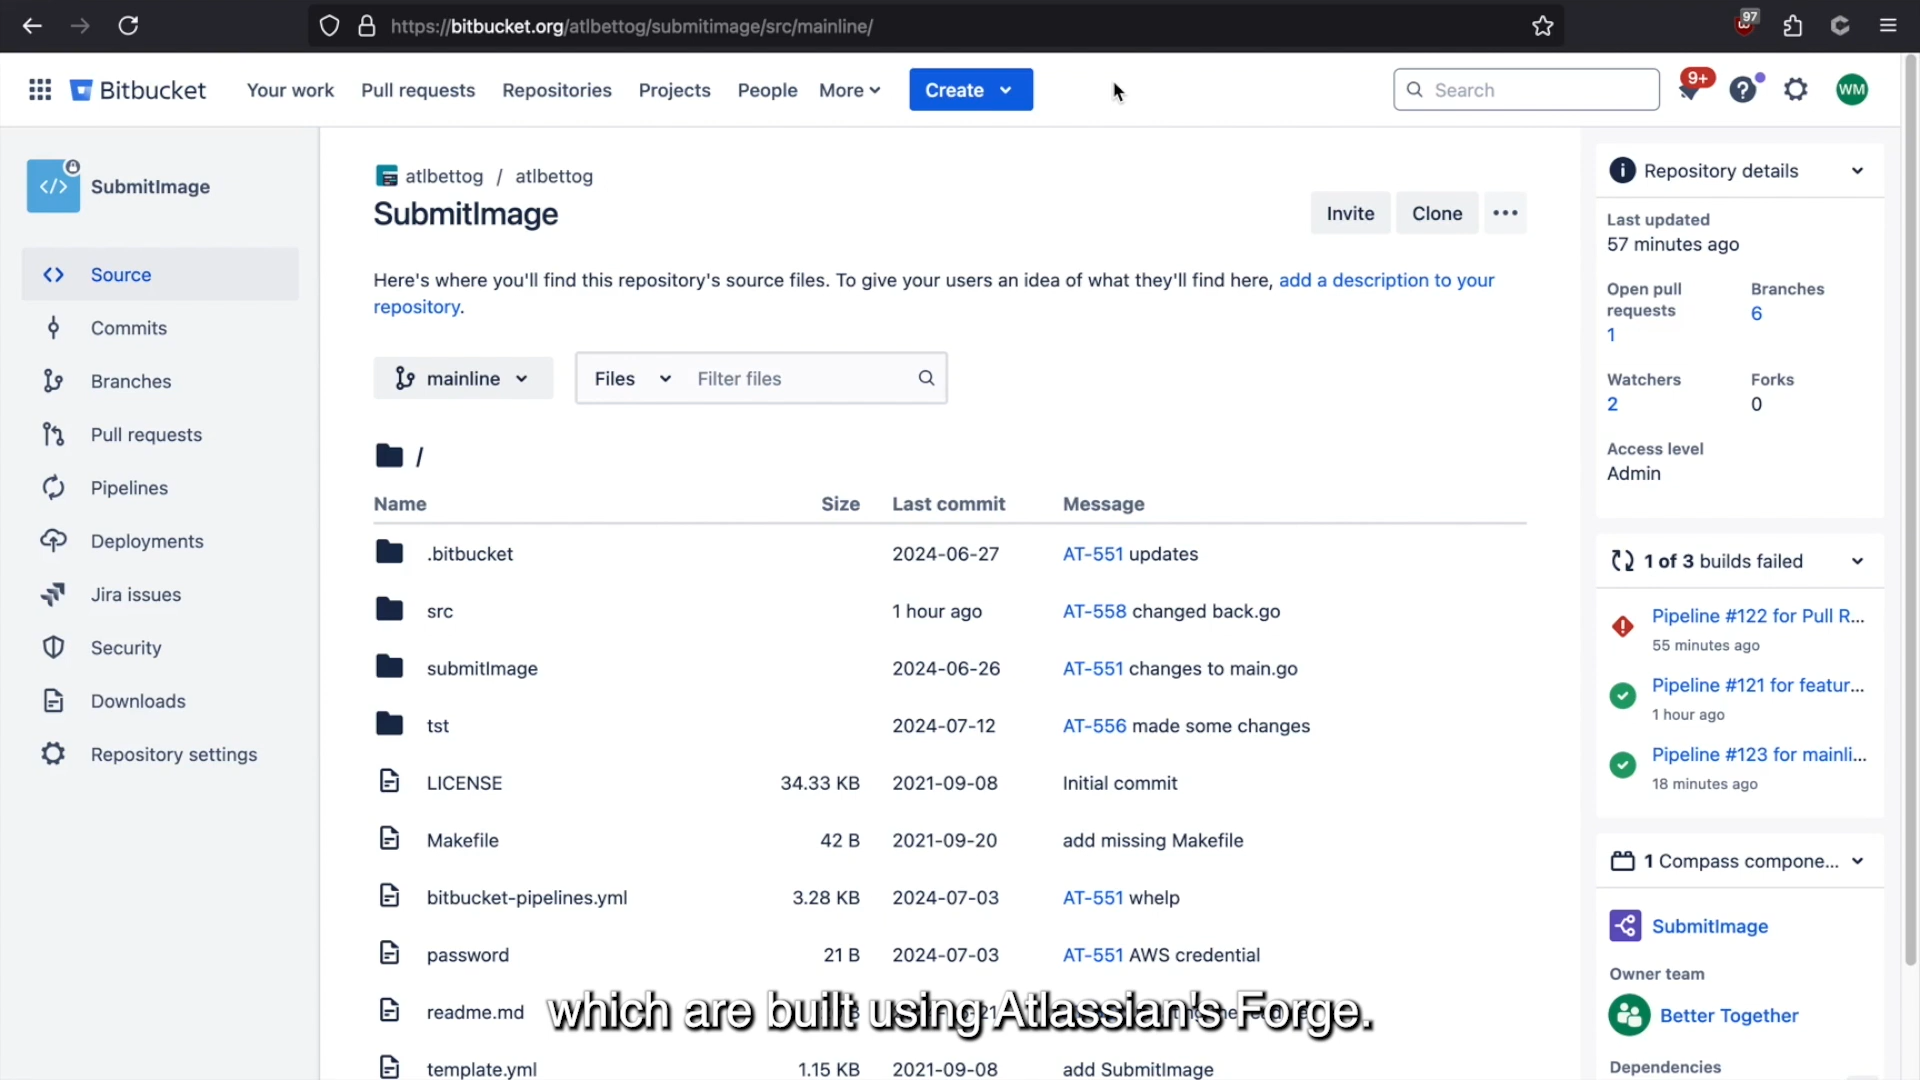 https://bitbucket.org/atlbettog/submitimage/src/mainline/
97
Bitbucket
Your work
Pull requests
Repositories
Projects
People
More
Create
Search
9+
WM
SubmitImage
Source
Commits
Branches
Pull requests
Pipelines
Deployments
Jira issues
Security
Downloads
Repository settings
atlbettog / atlbettog
SubmitImage
Invite
Clone
Here's where you'll find this repository's source files. To give your users an idea of what they'll find here, add a description to your
repository.
mainline
Files
Filter files
/
Name Size Last commit Message
.bitbucket 2024-06-27 AT-551 updates
src 1 hour ago AT-558 changed back.go
submitImage 2024-06-26 AT-551 changes to main.go
tst 2024-07-12 AT-556 made some changes
LICENSE 34.33 KB 2021-09-08 Initial commit
Makefile 42 B 2021-09-20 add missing Makefile
bitbucket-pipelines.yml 3.28 KB 2024-07-03 AT-551 whelp
password 21 B 2024-07-03 AT-551 AWS credential
readme.md
which are built using Atlassian's Forge.
template.yml 1.15 KB 2021-09-08 add SubmitImage
Repository details
Last updated
57 minutes ago
Open pull
requests
1
Branches
6
Watchers
2
Forks
0
Access level
Admin
1 of 3 builds failed
Pipeline #122 for Pull R...
55 minutes ago
Pipeline #121 for featur...
1 hour ago
Pipeline #123 for mainli...
18 minutes ago
1 Compass compone...
SubmitImage
Owner team
Better Together
Dependencies